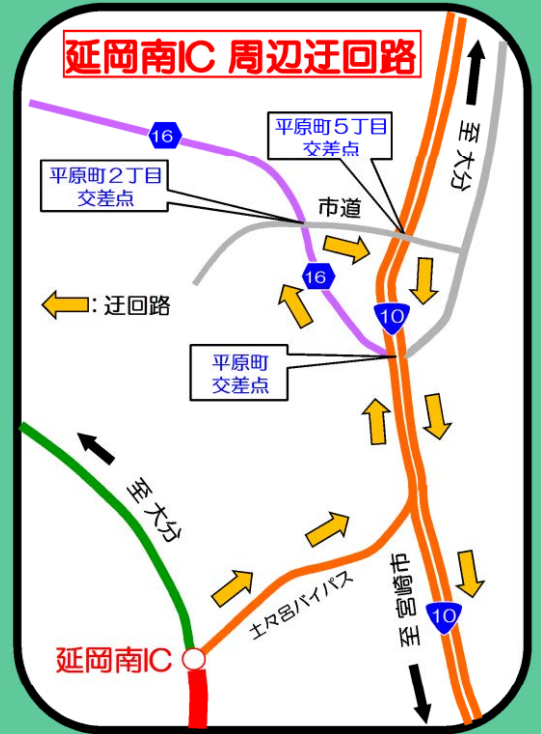 延岡南IC 周辺迂回路
16
平原町5丁目
交差点
至大分
平原町2丁目
交差点
市道
16
：迂回路
10
平原町
交差点
至大分
土々呂バイパス
至宮崎市
10
延岡南IC